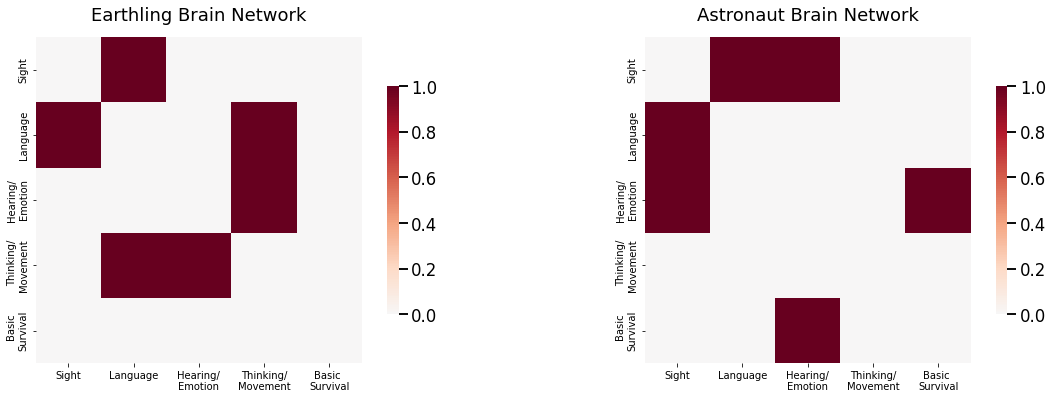 Earthling Brain Network
Sight
Language
Hearing/
Emotion
Thinking/
Movement
Basic
Survival
Sight
Language
Hearing/
Emotion
Thinking/
Movement
Basic
Survival
1.0
0.8
0.6
0.4
0.2
0.0
Astronaut Brain Network
Sight
Language
Hearing/
Emotion
Thinking/
Movement
Basic
Survival
Sight
Language
Hearing/
Emotion
Thinking/
Movement
Basic
Survival
1.0
0.8
0.6
0.4
0.2
0.0